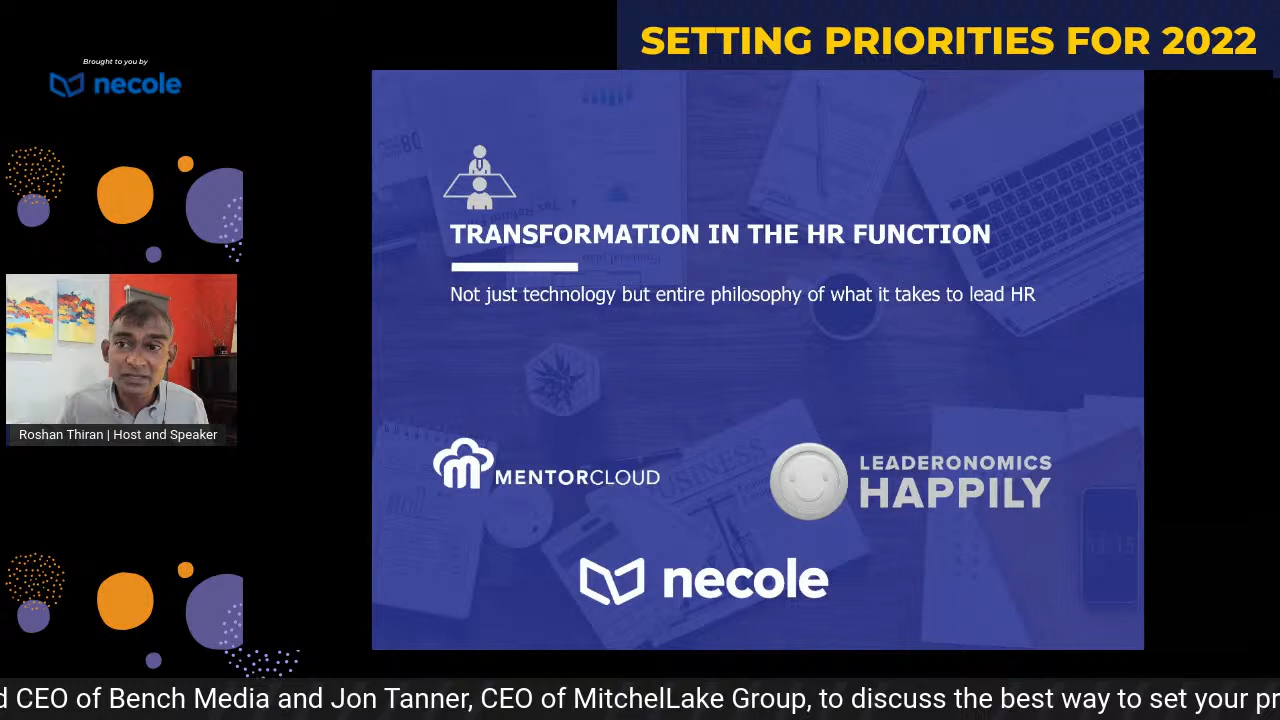 SETTING PRIORITIES FOR 2022
Brought to you by
necole
TRANSFORMATION IN THE HR FUNCTION
Not just technology but entire philosophy of what it takes to lead HR
Roshan Thiran | Host and Speaker
MENTORCLOUD
LEADERONOMICS
HAPPILY
necole
d CEO of Bench Media and Jon Tanner, CEO of MitchelLake Group, to discuss the best way to set your pr